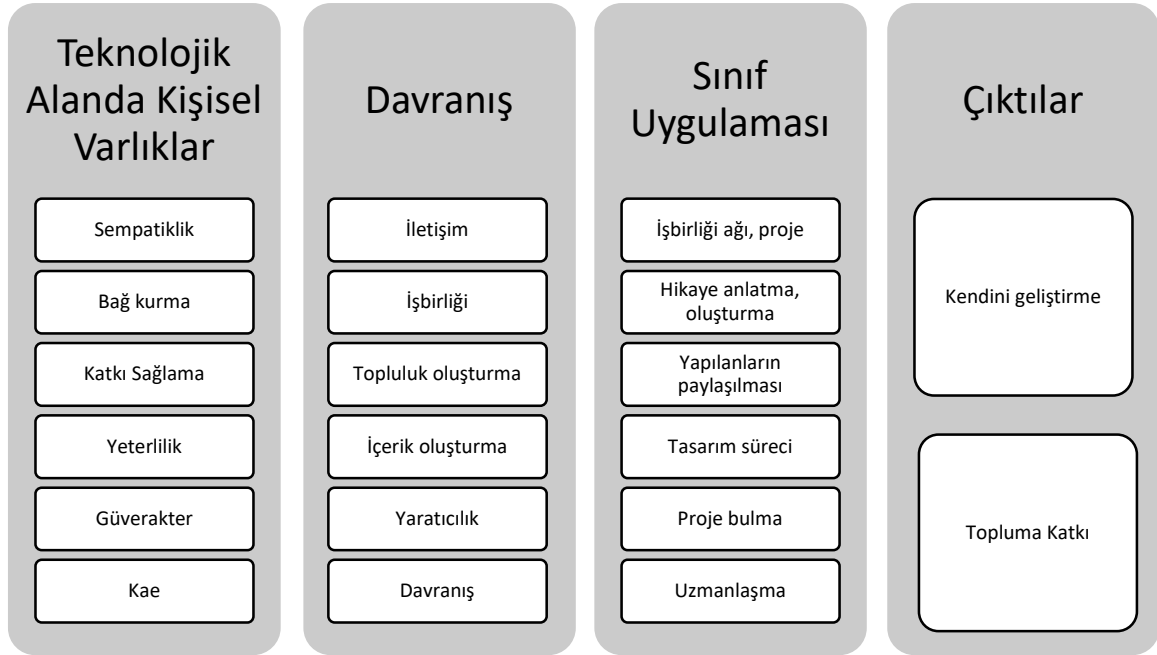 Teknolojik
Alanda Kişisel
Varlıklar
Sempatiklik
Bağ kurma
Katkı Sağlama
Yeterlilik
Güverakter
Kae
Davranış
İletişim
İşbirliği
Topluluk oluşturma
İçerik oluşturma
Yaratıcılık
Davranış
Sınıf
Uygulaması
İşbirliği ağı, proje
Hikaye anlatma,
oluşturma
Yapılanların
paylaşılması
Tasarım süreci
Proje bulma
Uzmanlaşma
Çıktılar
Kendini geliştirme
Topluma Katkı